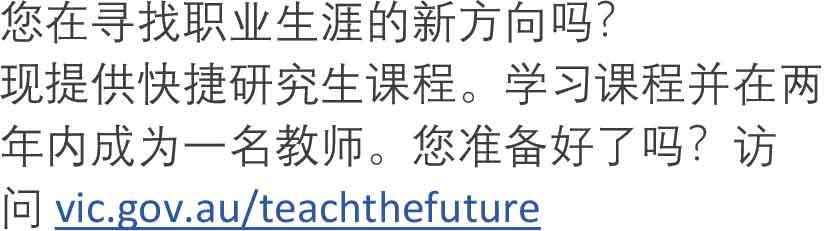 您在寻找职业生涯的新方向吗？
现提供快捷研究生课程。学习课程并在两
年内成为一名教师。您准备好了吗？访
问 vic.gov.au/teachthefuture